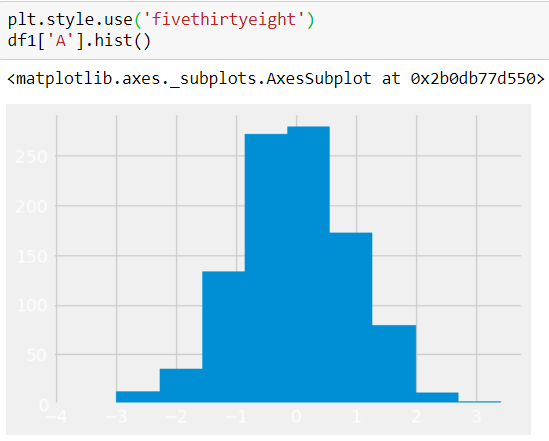 plt.style.use('fivethirtyeight')
df1['A'].hist()
<matplotlib.axes._subplots.AxesSubplot at 0x2b0db77d550>
250
200
150
100
50
0
−4 −3 −2 −1 0 1 2 3